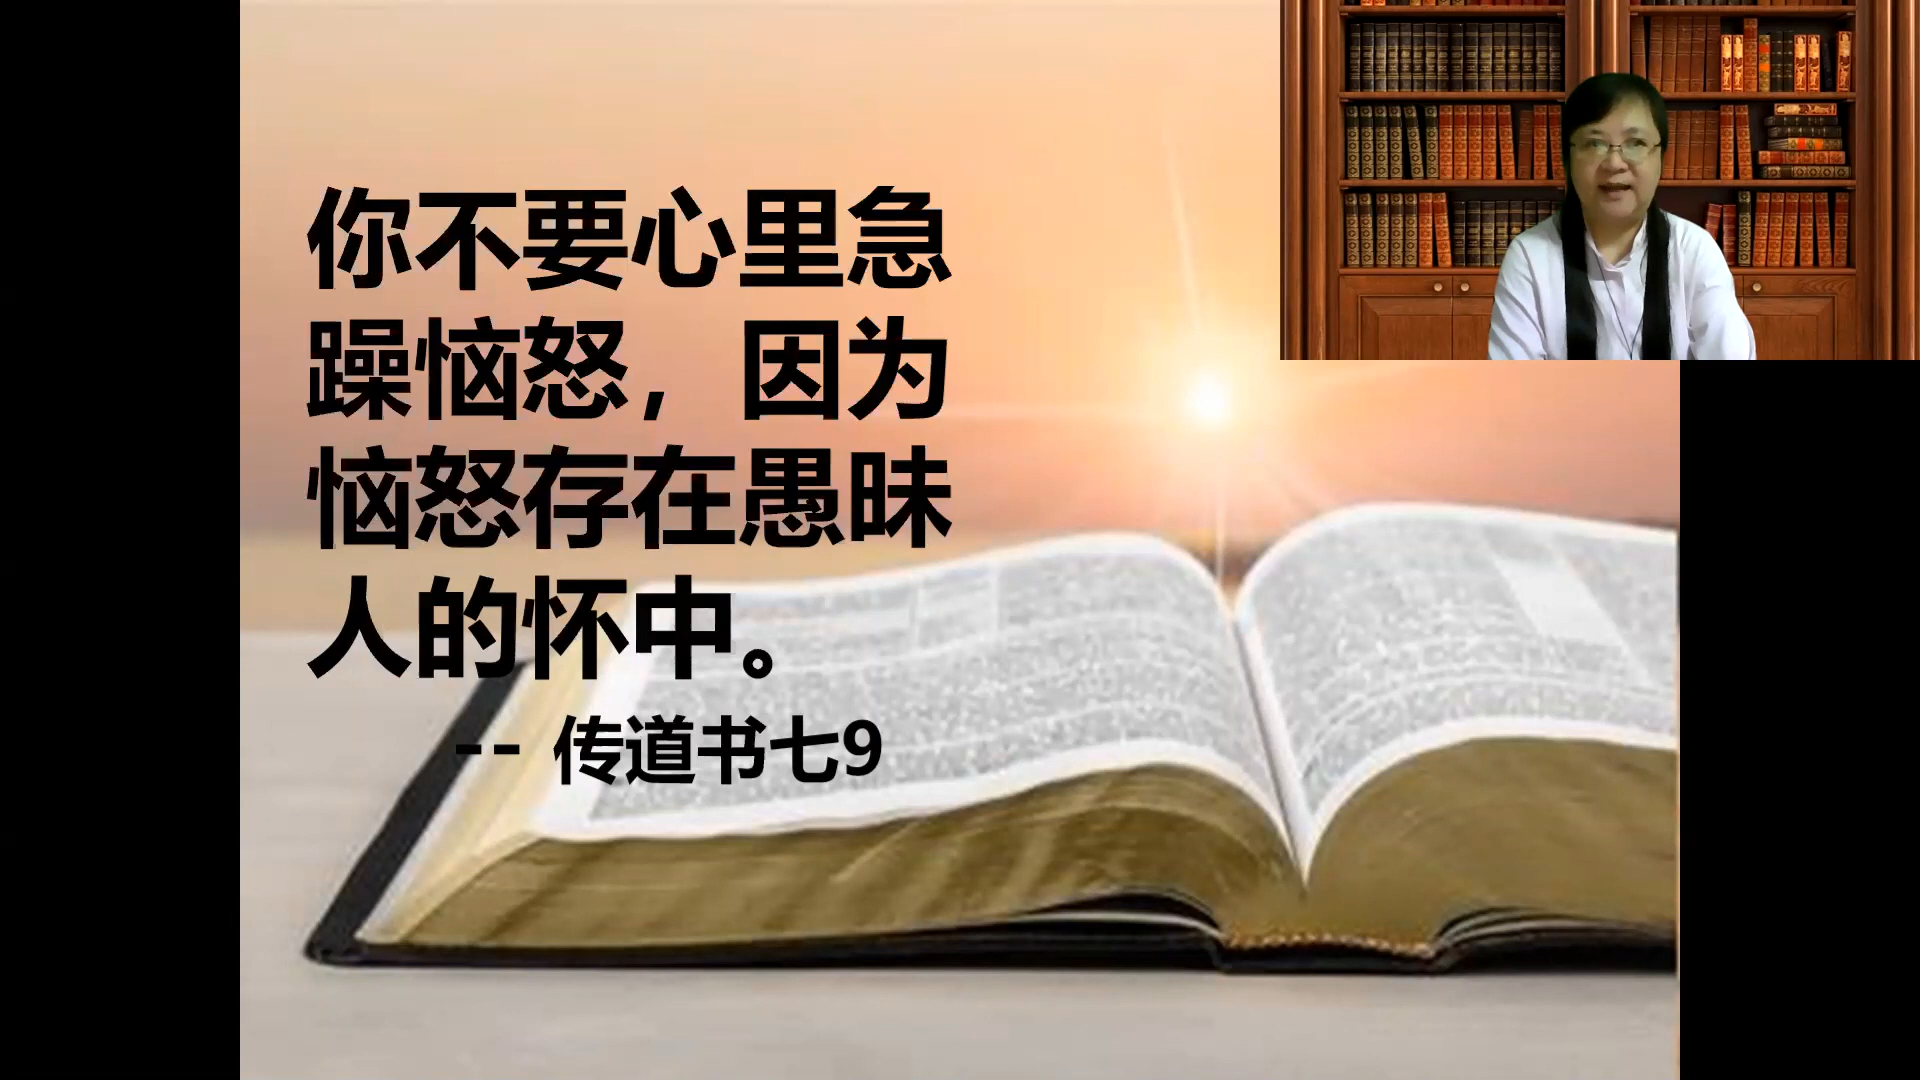 你不要心里急
躁恼怒，因为
恼怒存在愚昧
人的怀中。
-- 传道书七9